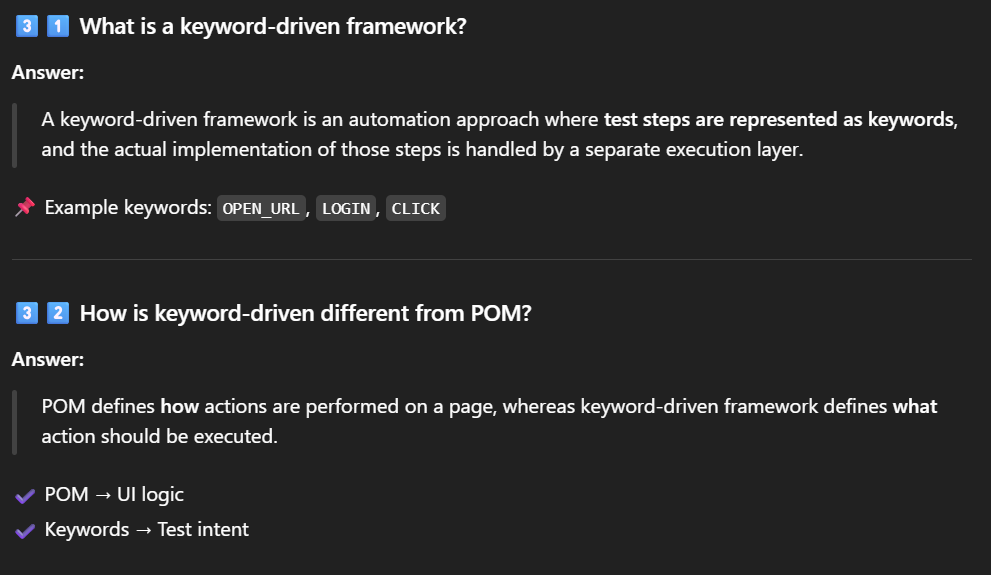 3️⃣ 1️⃣ What is a keyword-driven framework?
Answer:
A keyword-driven framework is an automation approach where test steps are represented as keywords,
and the actual implementation of those steps is handled by a separate execution layer.
📌 Example keywords: OPEN_URL, LOGIN, CLICK
3️⃣ 2️⃣ How is keyword-driven different from POM?
Answer:
POM defines how actions are performed on a page, whereas keyword-driven framework defines what
action should be executed.
✔ POM → UI logic
✔ Keywords → Test intent